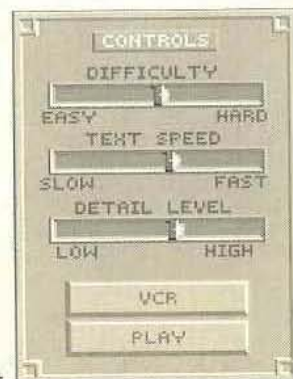 CONTROLS
DIFFICULTY
EASY HARD
TEXT SPEED
SLOW FAST
DETAIL LEVEL
LOW HIGH
VCR
PLAY